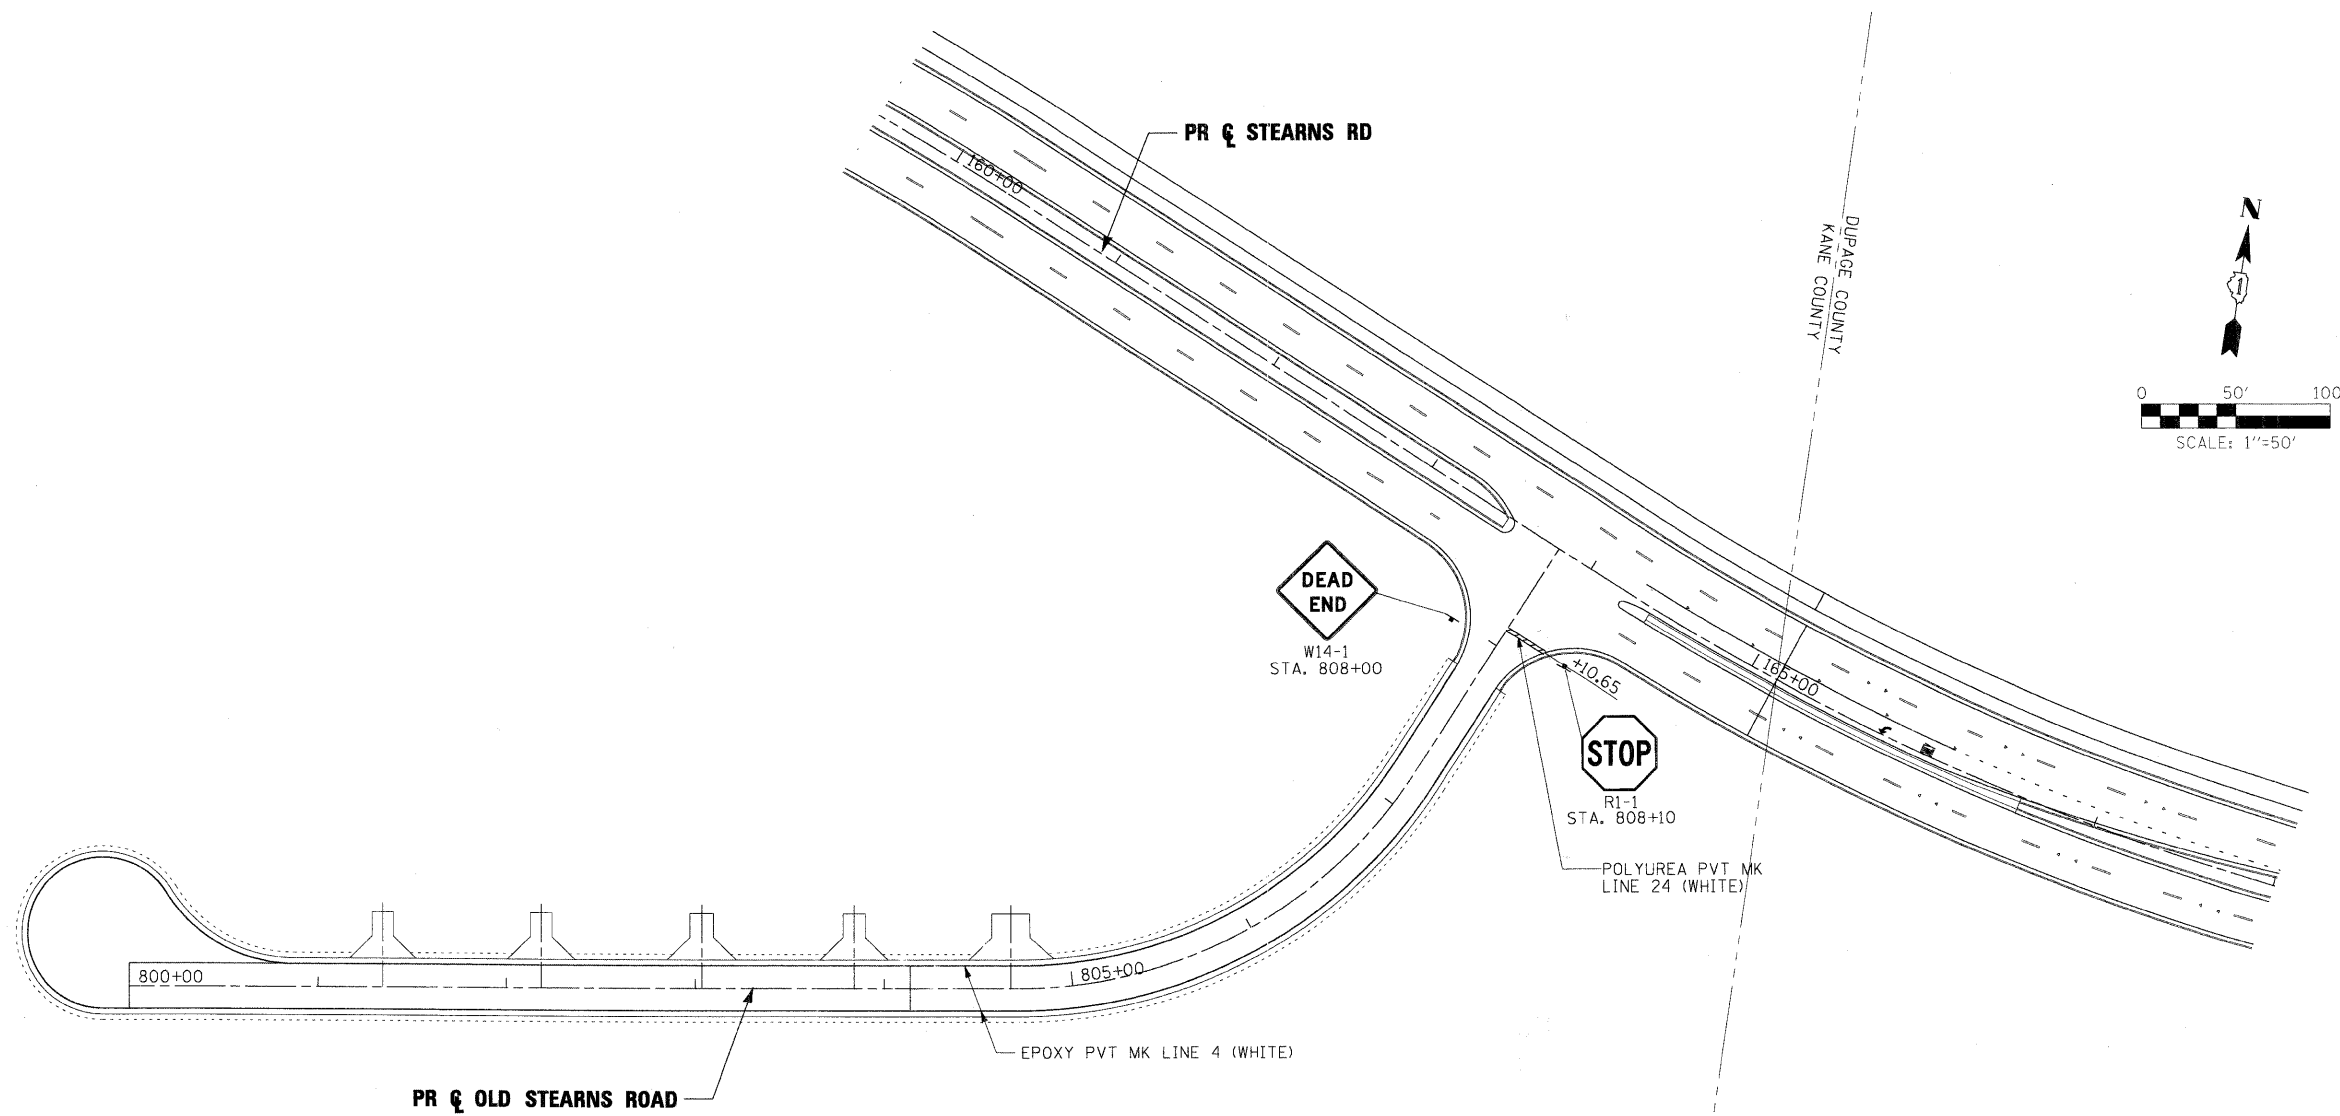 PR ℄ STEARNS RD
160+00
DUPAGE COUNTY
KANE COUNTY
N
1
0 50' 100
SCALE: 1"=50'
DEAD
END
W14-1
STA. 808+00
+10.65
165+00
STOP
R1-1
STA. 808+10
POLYUREA PVT MK
LINE 24 (WHITE)
800+00
805+00
EPOXY PVT MK LINE 4 (WHITE)
PR ℄ OLD STEARNS ROAD